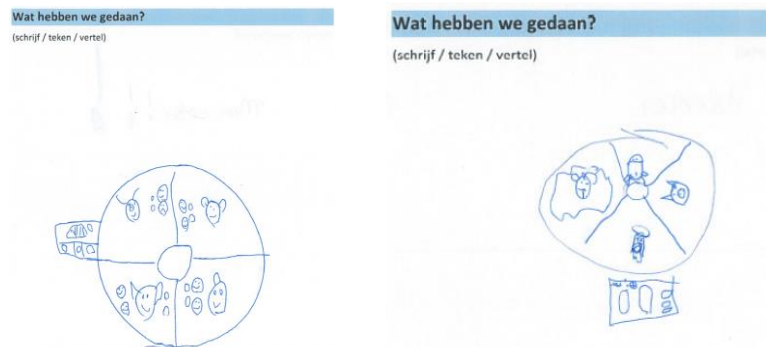 Wat hebben we gedaan?
(schrijf / teken / vertel)
Wat hebben we gedaan?
(schrijf / teken / vertel)